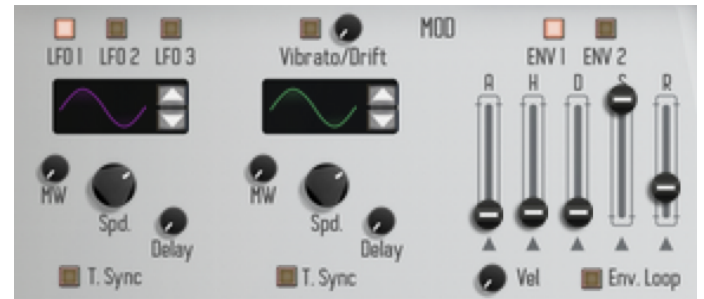 MOD
LFO 1 LFO 2 LFO 3
Vibrato/Drift
ENV 1 ENV 2
A H D S R
MW
Spd.
Delay
T. Sync
MW
Spd.
Delay
T. Sync
Vel
Env. Loop